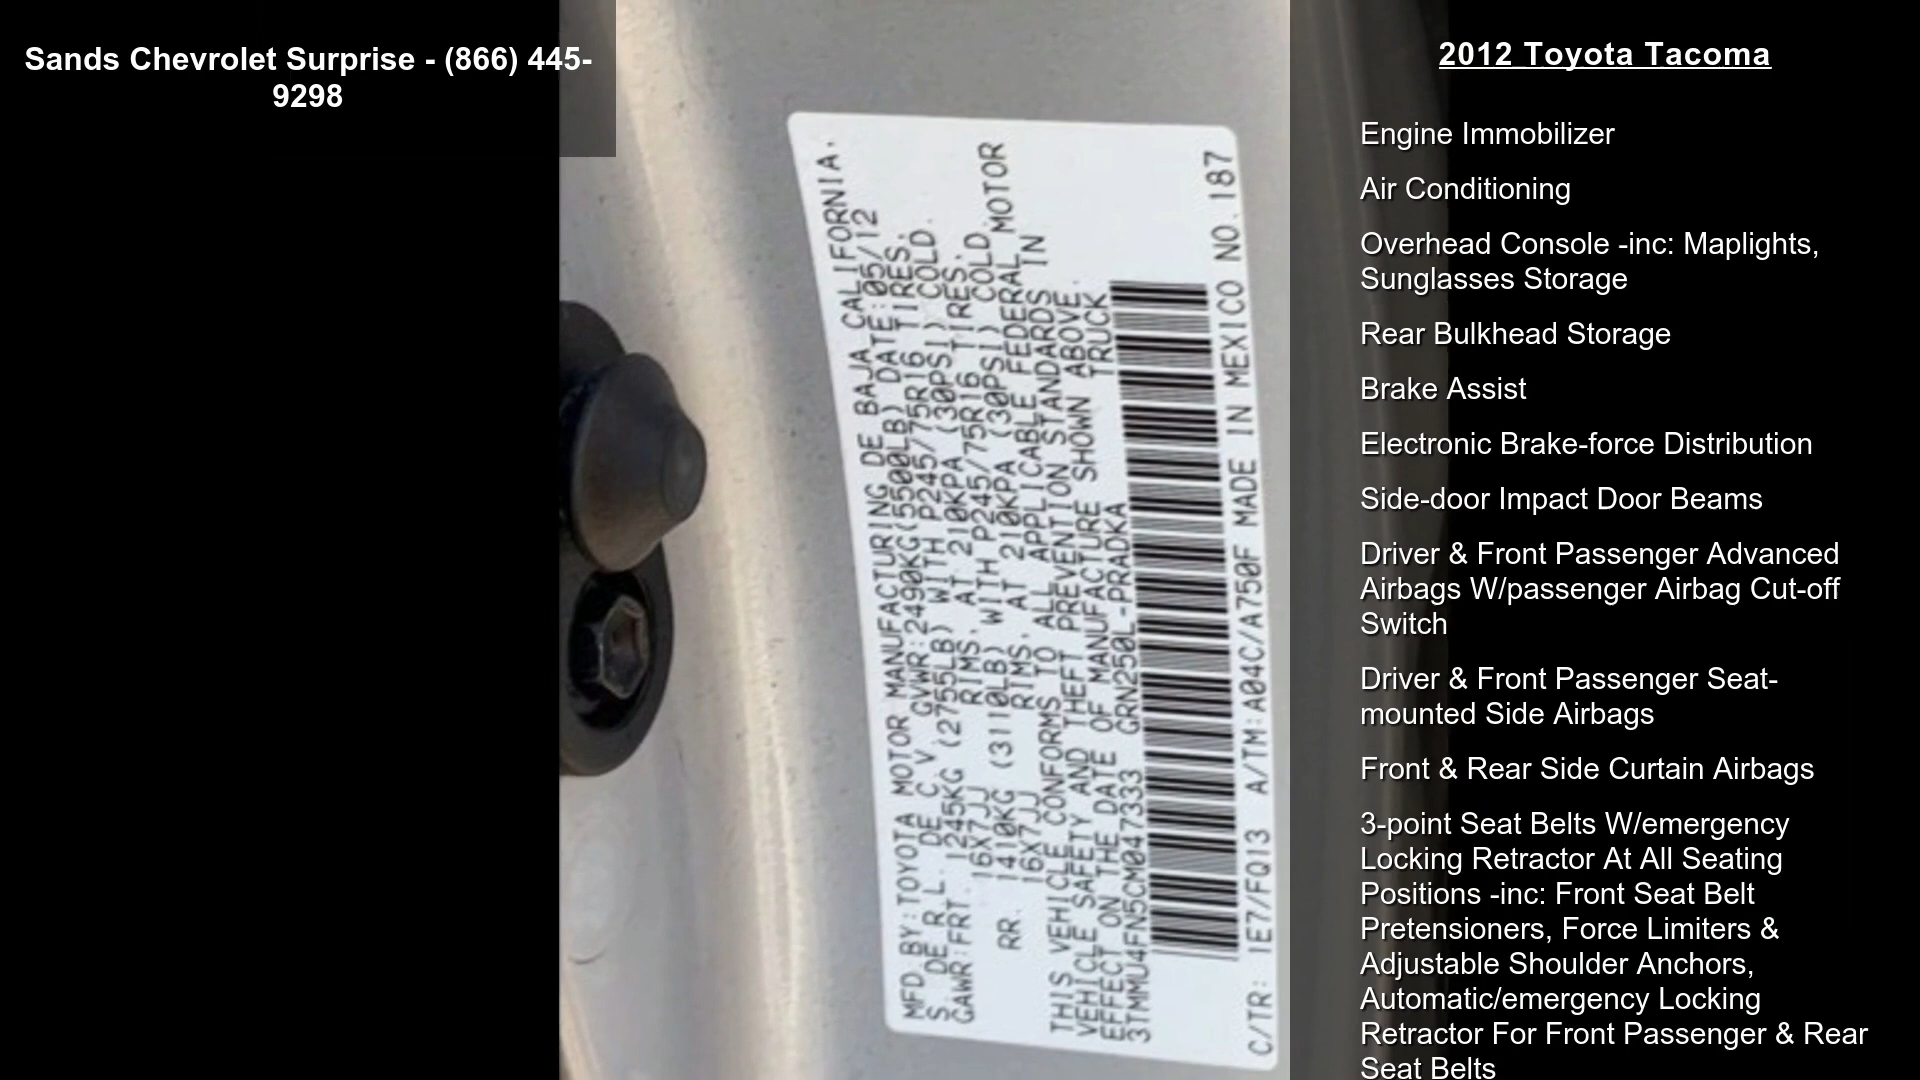 Sands Chevrolet Surprise - (866) 445-
9298
MFD.BY:TOYOTA MOTOR MANUFACTURING DE BAJA CALIFORNIA.
S DE R L. DE C V GVWR:2490KG(5500LB) DATE:05/12
GAWR:FRT. 1245KG (2755LB) WITH P245/75R16 TIRES.
16X7JJ RIMS, AT 210KPA (30PSI) COLD.
RR. 1410KG (3110LB) WITH P245/75R16 TIRES.
16X7JJ RIMS, AT 210KPA (30PSI) COLD
THIS VEHICLE CONFORMS TO ALL APPLICABLE FEDERAL MOTOR
VEHICLE SAFETY AND THEFT PREVENTION STANDARDS IN
EFFECT ON THE DATE OF MANUFACTURE SHOWN ABOVE.
3TMMU4FN5CM047333 GRN250L-PRADKA TRUCK
C/TR: 1E7/FQ13 A/TM:A04C/A750F MADE IN MEXICO NO.187
2012 Toyota Tacoma
Engine Immobilizer
Air Conditioning
Overhead Console -inc: Maplights,
Sunglasses Storage
Rear Bulkhead Storage
Brake Assist
Electronic Brake-force Distribution
Side-door Impact Door Beams
Driver & Front Passenger Advanced
Airbags W/passenger Airbag Cut-off
Switch
Driver & Front Passenger Seat-
mounted Side Airbags
Front & Rear Side Curtain Airbags
3-point Seat Belts W/emergency
Locking Retractor At All Seating
Positions -inc: Front Seat Belt
Pretensioners, Force Limiters &
Adjustable Shoulder Anchors,
Automatic/emergency Locking
Retractor For Front Passenger & Rear
Seat Belts